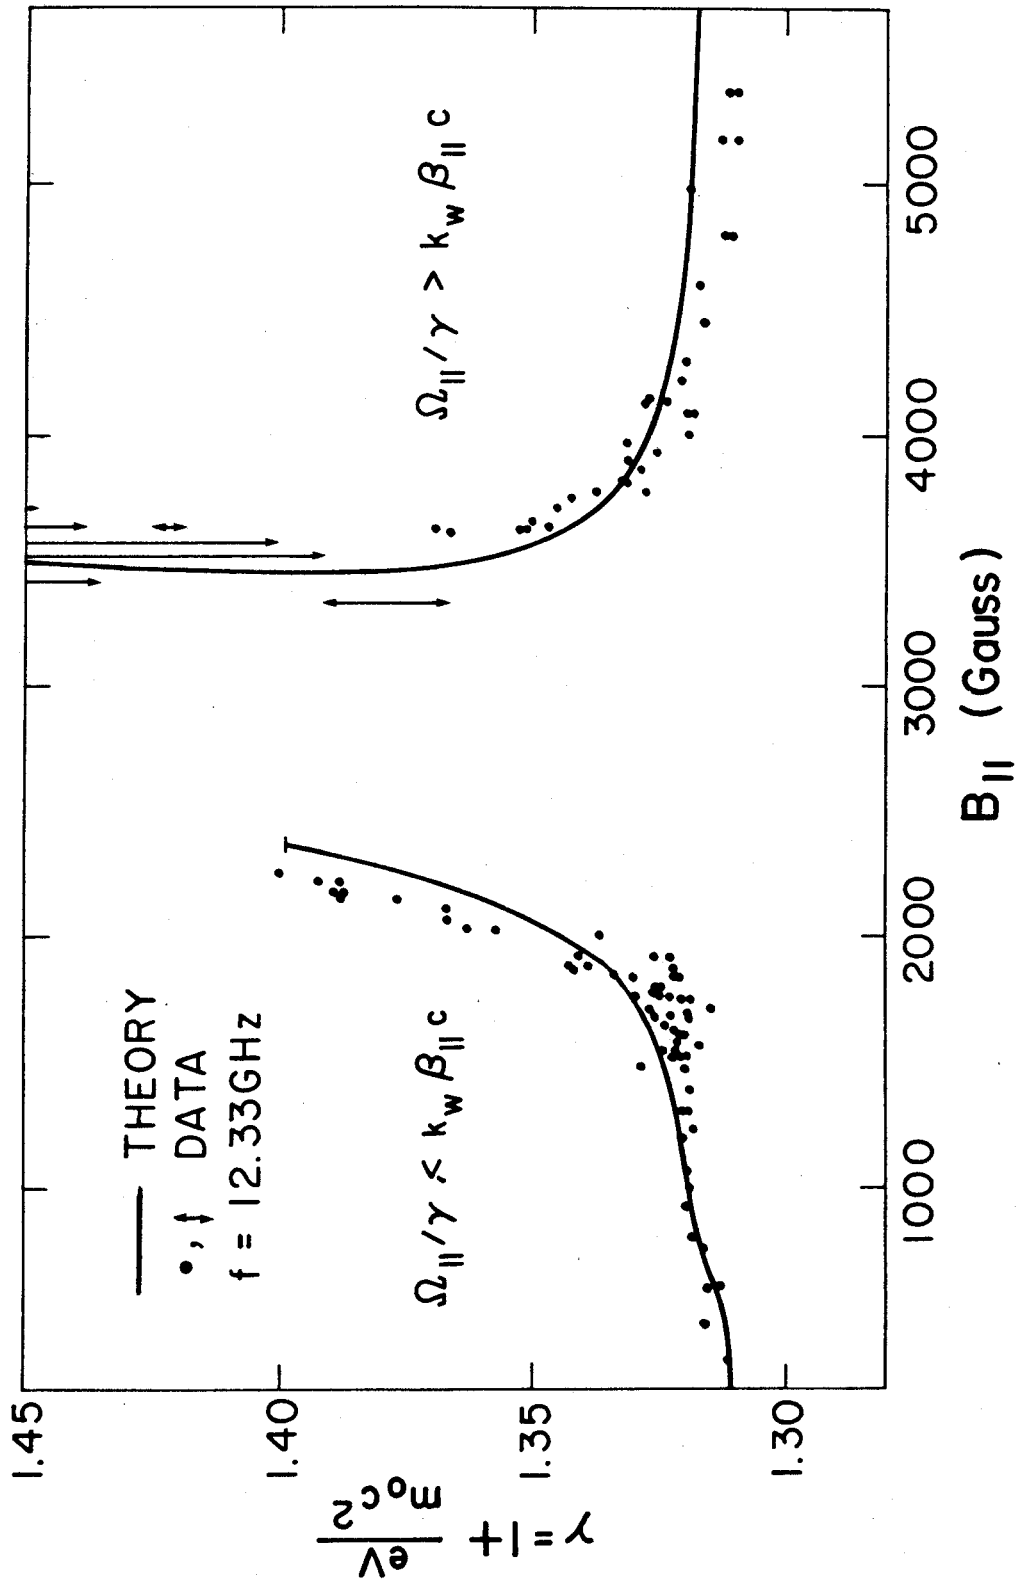 THEORY
•, ↕ DATA
f = 12.33GHz
Ω∥/γ < k_w β∥ c
Ω∥/γ > k_w β∥ c
1.45
1.40
1.35
1.30
γ = 1 + eV/m₀c²
1000
2000
3000
4000
5000
B∥ (Gauss)